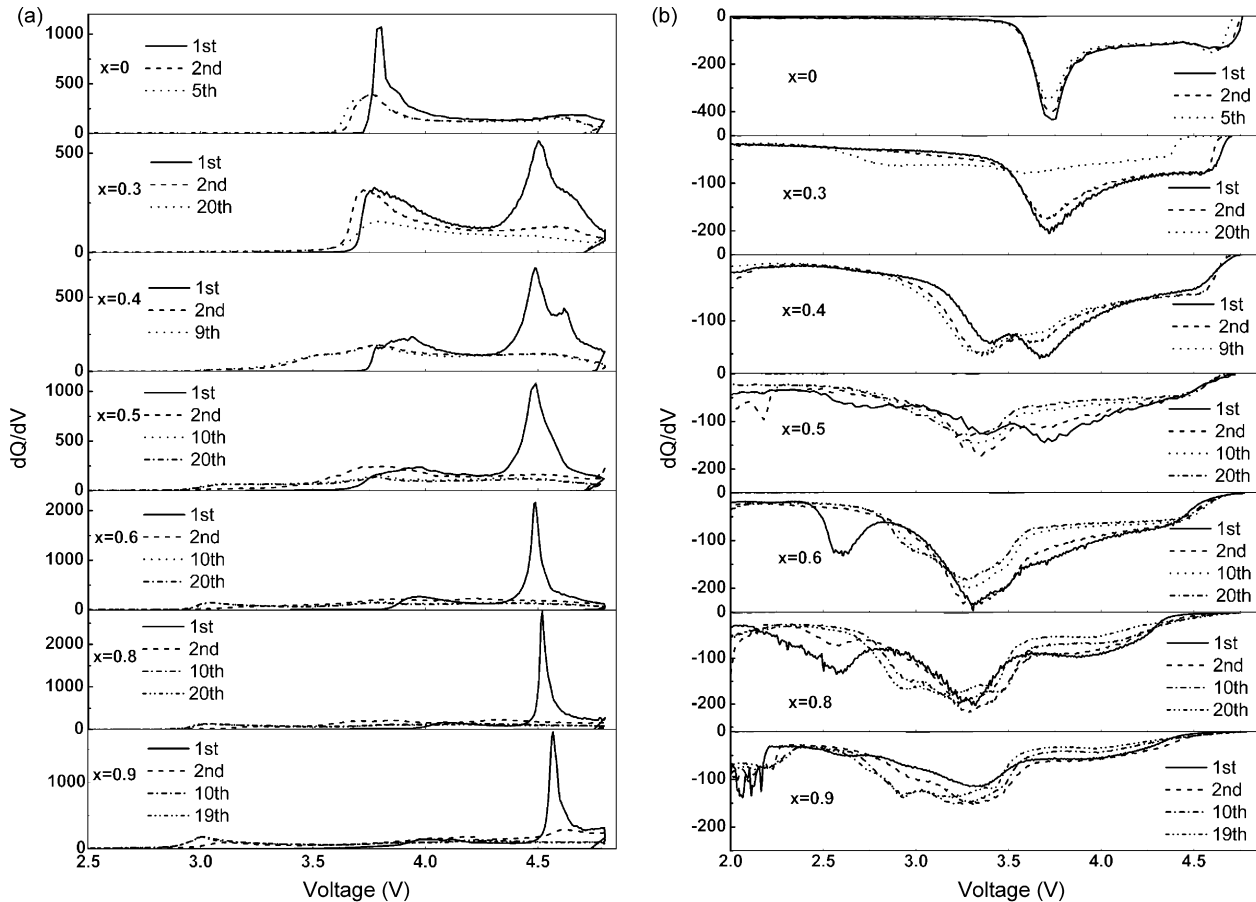 (a)
dQ/dV
1000
500
0
x=0
1st
2nd
5th
500
0
x=0.3
1st
2nd
20th
500
0
x=0.4
1st
2nd
9th
1000
500
0
x=0.5
1st
2nd
10th
20th
2000
1000
0
x=0.6
1st
2nd
10th
20th
2000
1000
0
x=0.8
1st
2nd
10th
20th
1000
0
x=0.9
1st
2nd
10th
19th
2.5 3.0 3.5 4.0 4.5
Voltage (V)
(b)
dQ/dV
0
-200
-400
0
x=0
1st
2nd
5th
-100
-200
0
x=0.3
1st
2nd
20th
-100
0
x=0.4
1st
2nd
9th
-100
-200
0
x=0.5
1st
2nd
10th
20th
-100
-200
0
x=0.6
1st
2nd
10th
20th
-100
-200
0
x=0.8
1st
2nd
10th
20th
-100
-200
x=0.9
1st
2nd
10th
19th
2.0 2.5 3.0 3.5 4.0 4.5
Voltage (V)